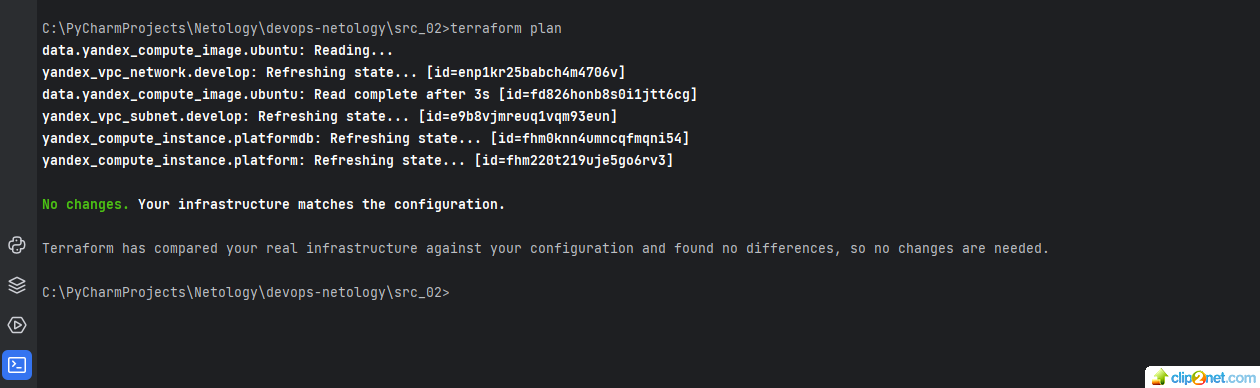 C:\PyCharmProjects\Netology\devops-netology\src_02>terraform plan
data.yandex_compute_image.ubuntu: Reading...
yandex_vpc_network.develop: Refreshing state... [id=enp1kr25babch4m4706v]
data.yandex_compute_image.ubuntu: Read complete after 3s [id=fd826honb8s0i1jtt6cg]
yandex_vpc_subnet.develop: Refreshing state... [id=e9b8vjmreuq1vqm93eun]
yandex_compute_instance.platformdb: Refreshing state... [id=fhm0knn4umncqfmqni54]
yandex_compute_instance.platform: Refreshing state... [id=fhm220t219uje5go6rv3]
No changes. Your infrastructure matches the configuration.
Terraform has compared your real infrastructure against your configuration and found no differences, so no changes are needed.
C:\PyCharmProjects\Netology\devops-netology\src_02>
clip2net.com